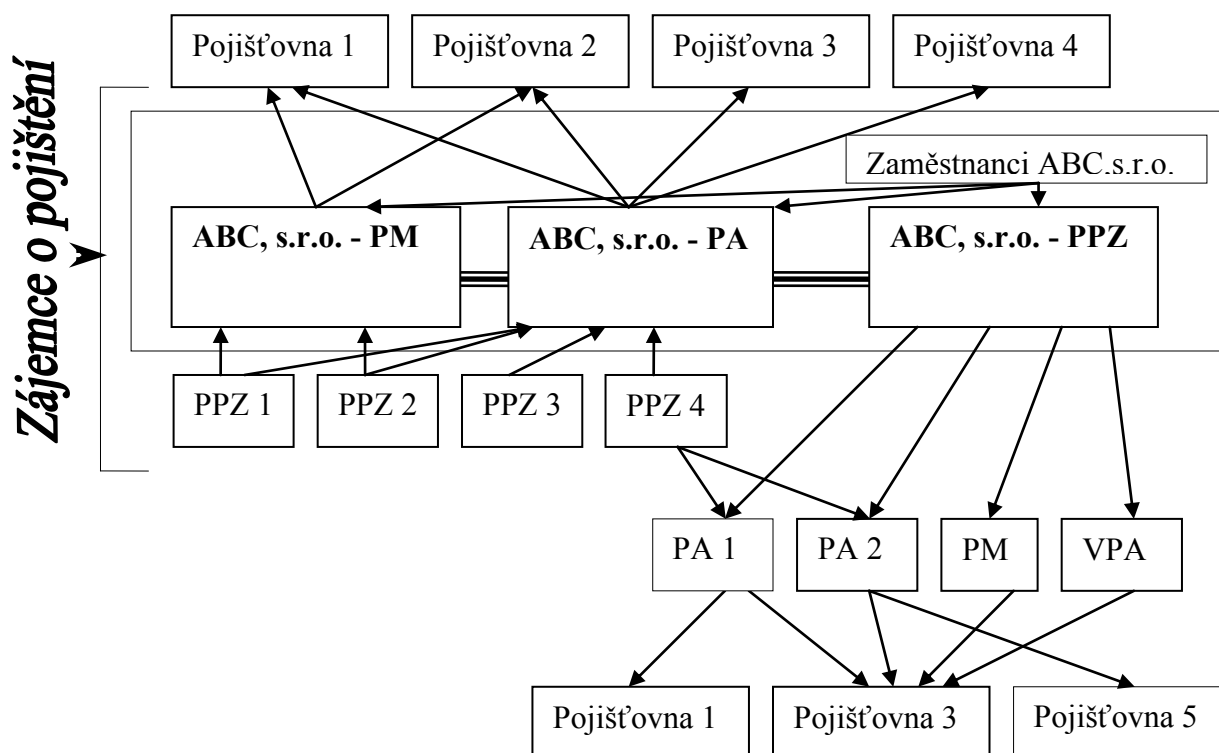 Zájemce o pojištění
Pojišťovna 1
Pojišťovna 2
Pojišťovna 3
Pojišťovna 4
Zaměstnanci ABC.s.r.o.
ABC, s.r.o. - PM
ABC, s.r.o. - PA
ABC, s.r.o. - PPZ
PPZ 1
PPZ 2
PPZ 3
PPZ 4
PA 1
PA 2
PM
VPA
Pojišťovna 1
Pojišťovna 3
Pojišťovna 5